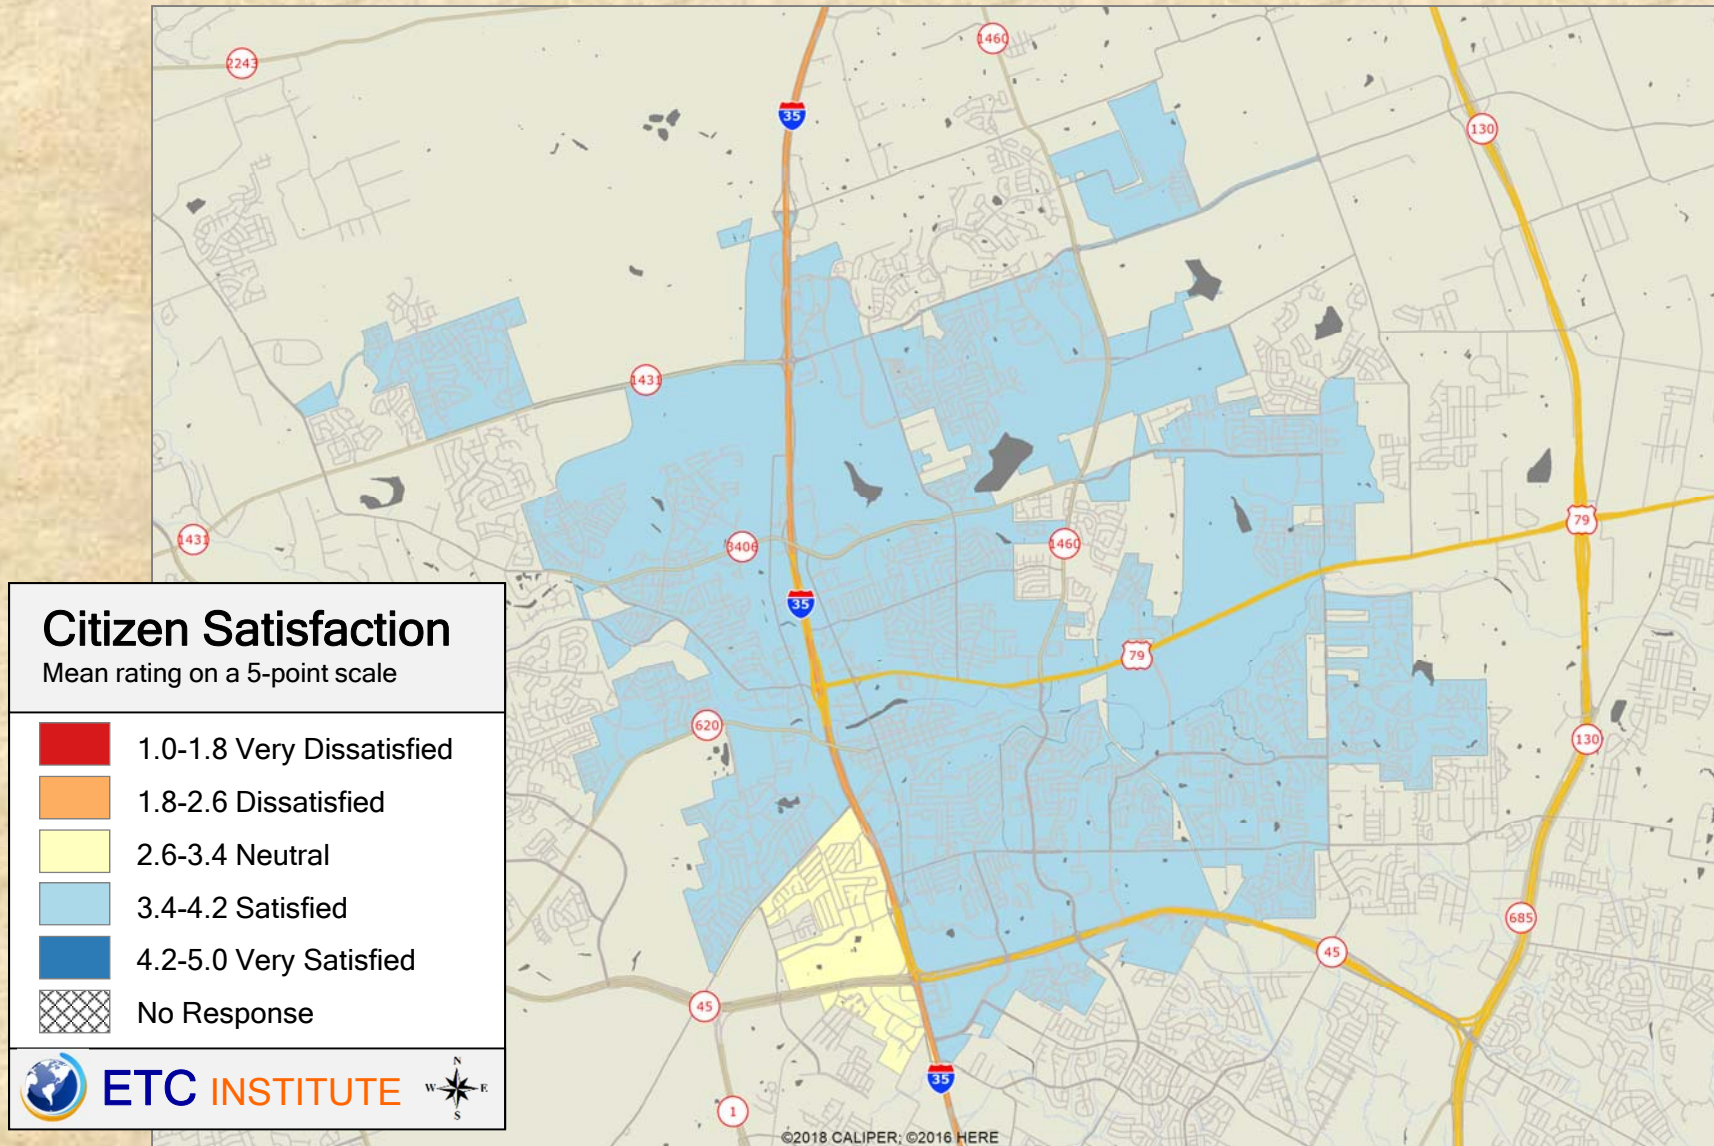 2243
1460
35
130
1431
1431
3406
1460
79
35
79
620
130
685
45
45
35
1
Citizen Satisfaction
Mean rating on a 5-point scale
1.0-1.8 Very Dissatisfied
1.8-2.6 Dissatisfied
2.6-3.4 Neutral
3.4-4.2 Satisfied
4.2-5.0 Very Satisfied
No Response
ETC INSTITUTE
N
W E
S
©2018 CALIPER; ©2016 HERE